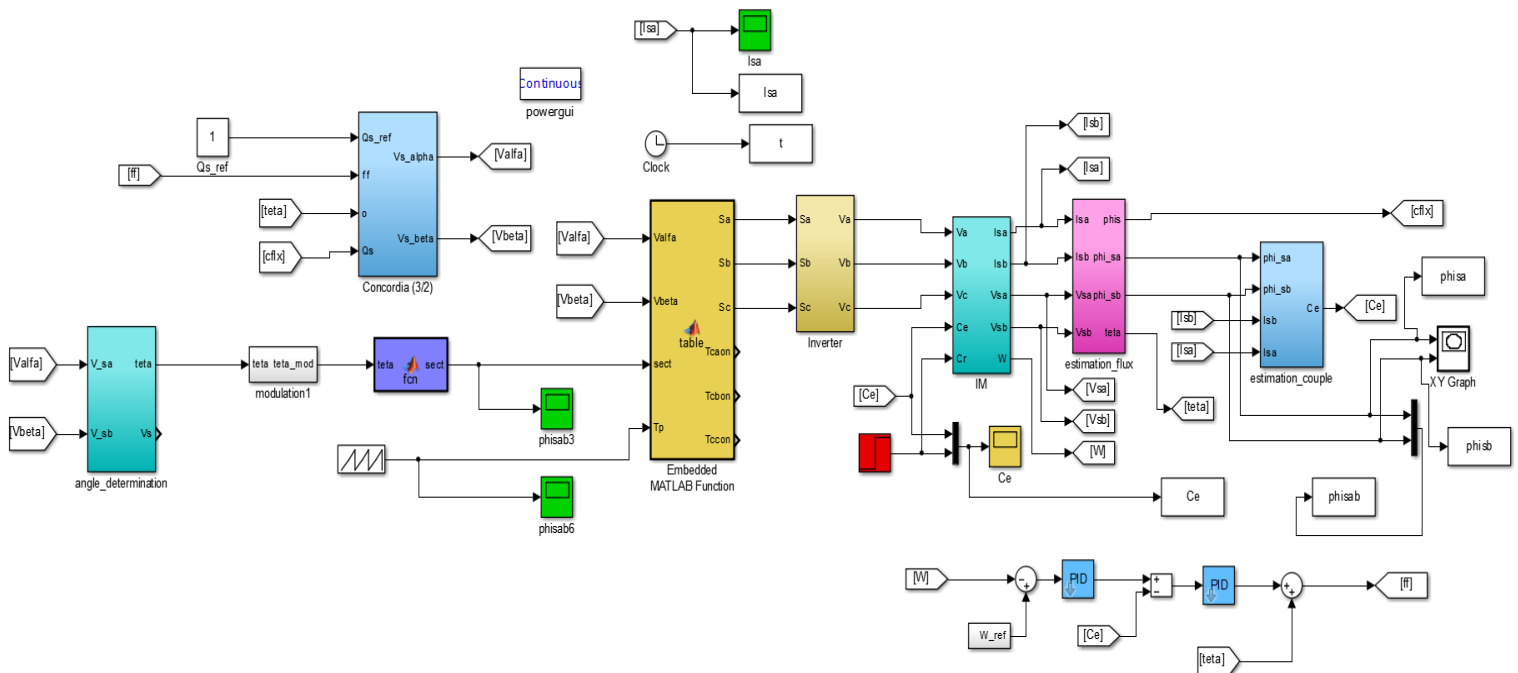 [Isa]
Isa
Isa
Continuous
powergui
t
Clock
1
Qs_ref
[ff]
[teta]
[cflx]
Qs_ref
ff
o
Qs
Vs_alpha
Vs_beta
Concordia (3/2)
[Valfa]
[Vbeta]
[Valfa]
[Vbeta]
V_sa
V_sb
teta
Vs
angle_determination
teta teta_mod
modulation1
teta
sect
fcn
phisab3
phisab6
[Valfa]
[Vbeta]
Valfa
Vbeta
sect
Tp
table
Sa
Sb
Sc
Tcaon
Tcbon
Tccon
Embedded
MATLAB Function
Sa
Sb
Sc
Va
Vb
Vc
Inverter
Va
Vb
Vc
Ce
Cr
Isa
Isb
Vsa
Vsb
W
IM
[Isb]
[Isa]
Isa
Isb
Vsa
Vsb
phis
phi_sa
phi_sb
teta
estimation_flux
[cflx]
[Vsa]
[Vsb]
[W]
[teta]
[Ce]
Ce
Ce
[Isb]
[Isa]
phi_sa
phi_sb
Isb
Isa
Ce
estimation_couple
[Ce]
phisa
XY Graph
phisb
phisab
[W]
W_ref
PID
[Ce]
PID
[teta]
[ff]